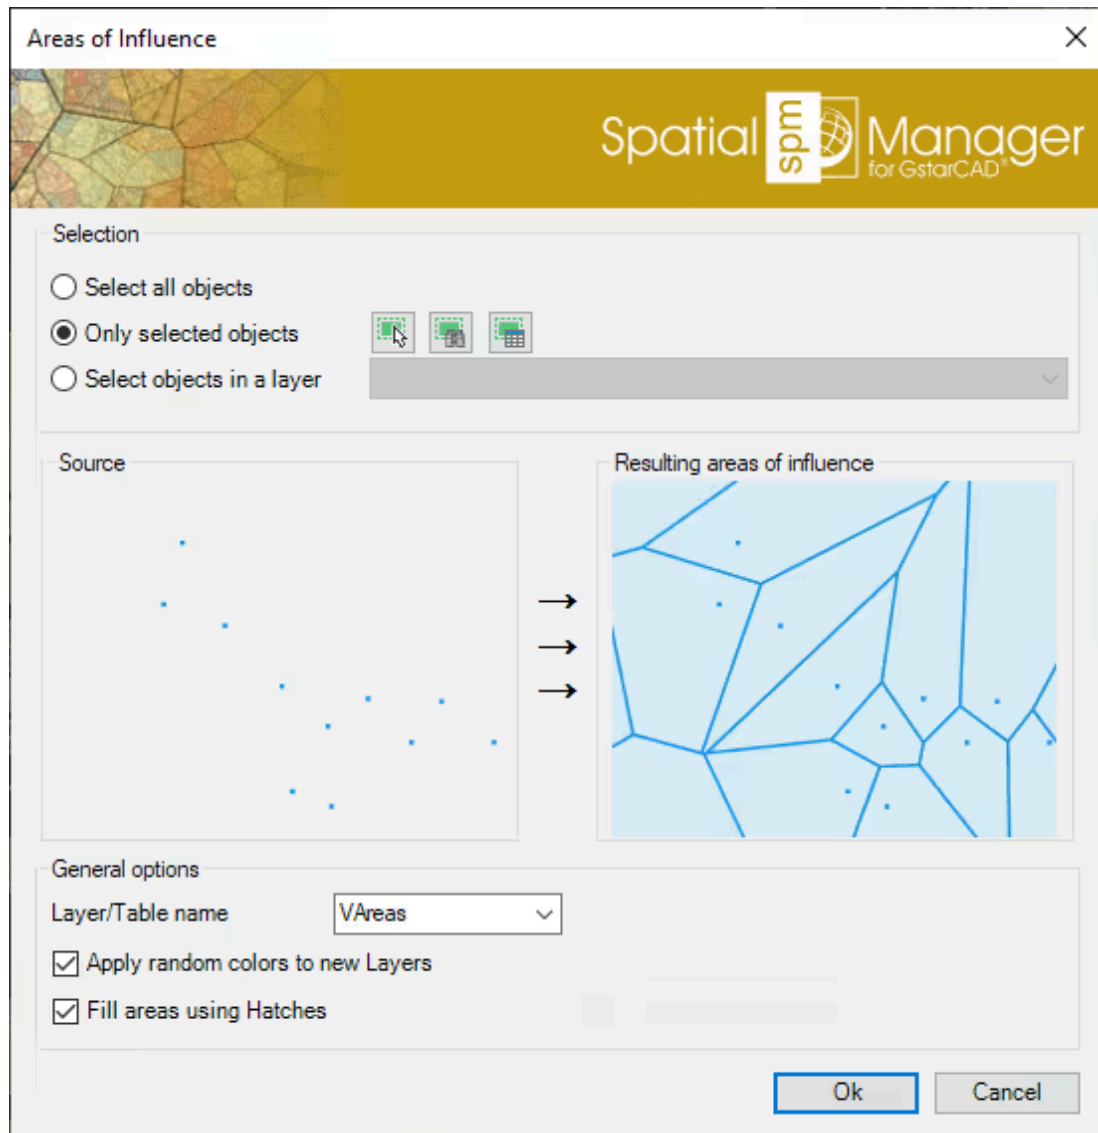 Areas of Influence
Spatial spm Manager
for GstarCAD®
Selection
Select all objects
Only selected objects
Select objects in a layer
Source
Resulting areas of influence
General options
Layer/Table name VAreas
Apply random colors to new Layers
Fill areas using Hatches
Ok Cancel